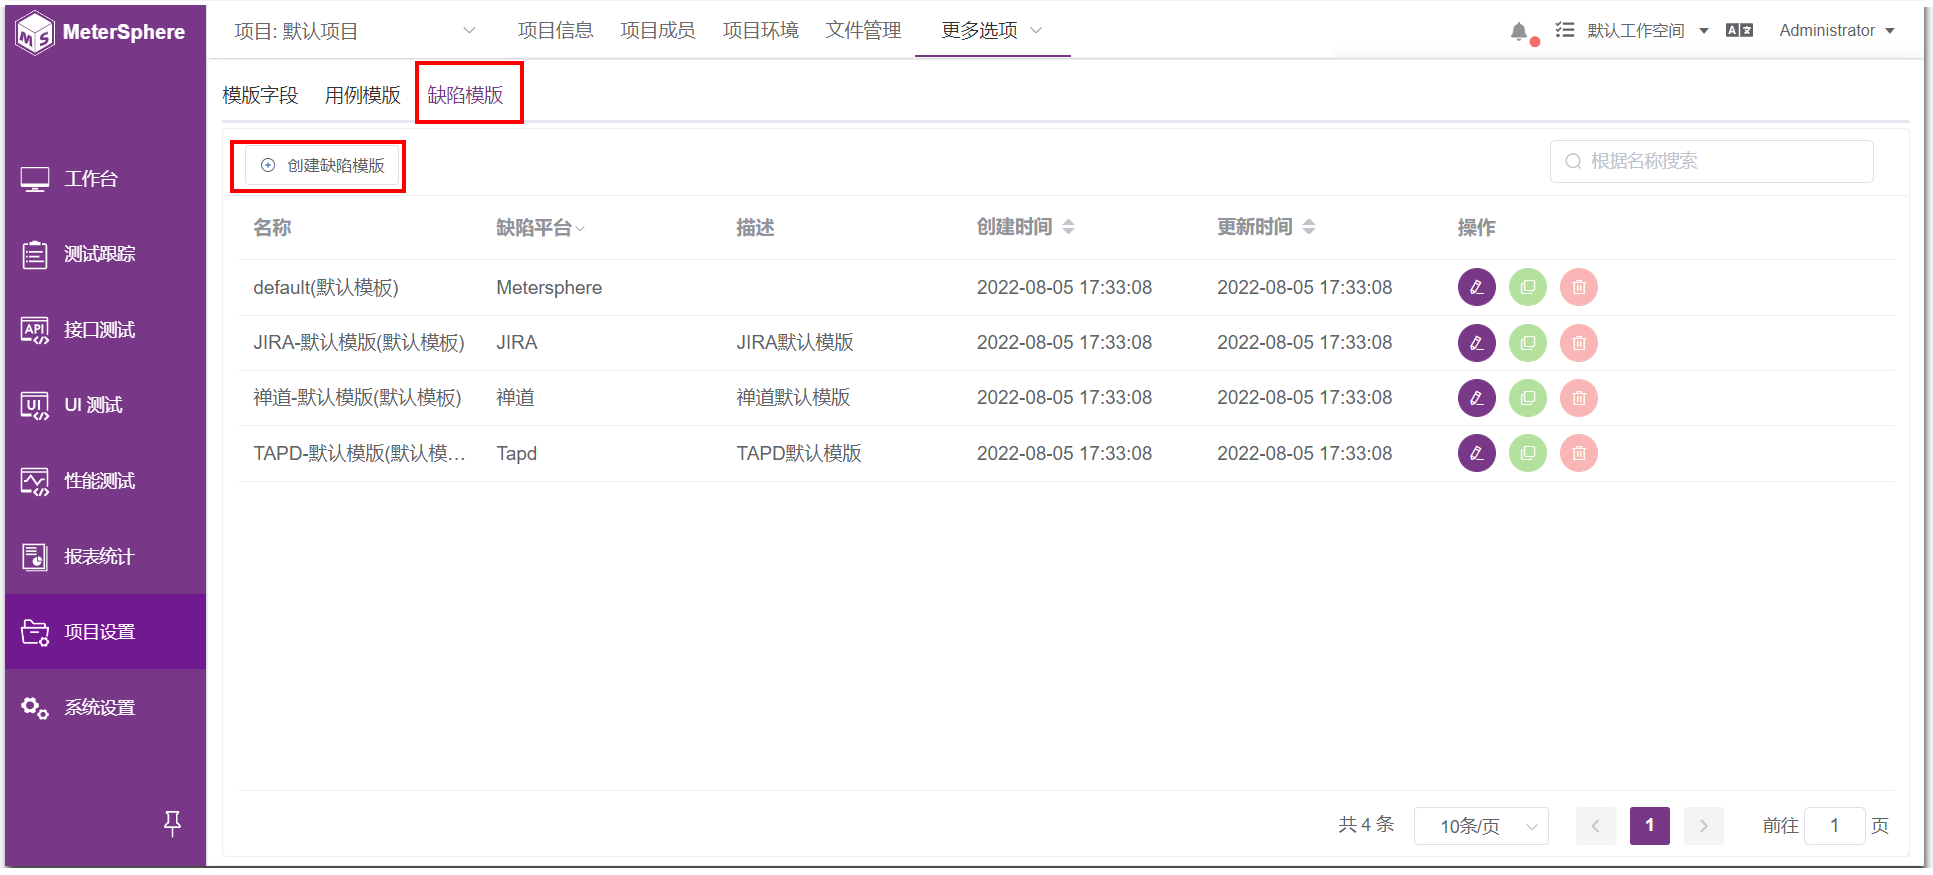 MeterSphere
项目: 默认项目 项目信息 项目成员 项目环境 文件管理 更多选项 默认工作空间 Administrator
模版字段 用例模版 缺陷模版
创建缺陷模版 根据名称搜索
名称 缺陷平台 描述 创建时间 更新时间 操作
default(默认模板) Metersphere 2022-08-05 17:33:08 2022-08-05 17:33:08
JIRA-默认模版(默认模板) JIRA JIRA默认模版 2022-08-05 17:33:08 2022-08-05 17:33:08
禅道-默认模版(默认模板) 禅道 禅道默认模版 2022-08-05 17:33:08 2022-08-05 17:33:08
TAPD-默认模版(默认模… Tapd TAPD默认模版 2022-08-05 17:33:08 2022-08-05 17:33:08
工作台
测试跟踪
API 接口测试
UI UI 测试
性能测试
报表统计
项目设置
系统设置
共 4 条 10条/页 1 前往 1 页